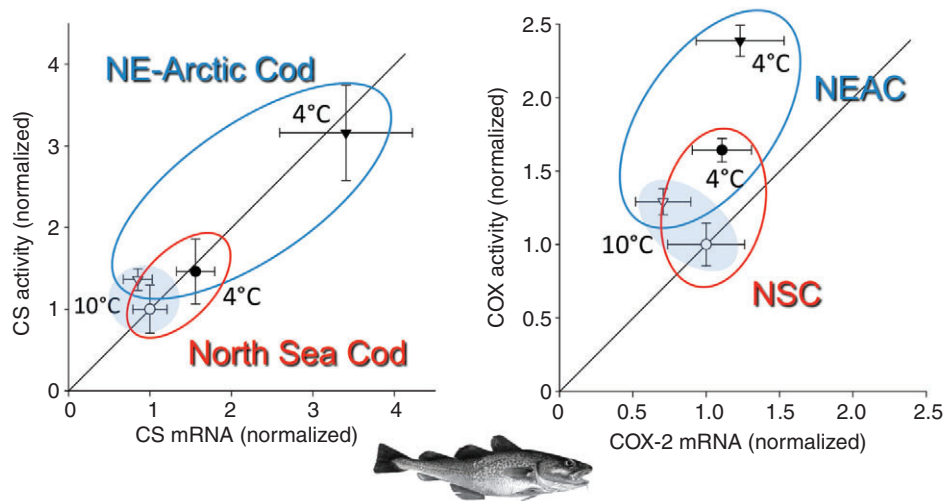 NE-Arctic Cod
4°C
10°C
4°C
North Sea Cod
CS activity (normalized)
4
3
2
1
0
0 1 2 3 4
CS mRNA (normalized)
4°C
NEAC
4°C
10°C
NSC
COX activity (normalized)
2.5
2.0
1.5
1.0
0.5
0
0 0.5 1.0 1.5 2.0 2.5
COX-2 mRNA (normalized)